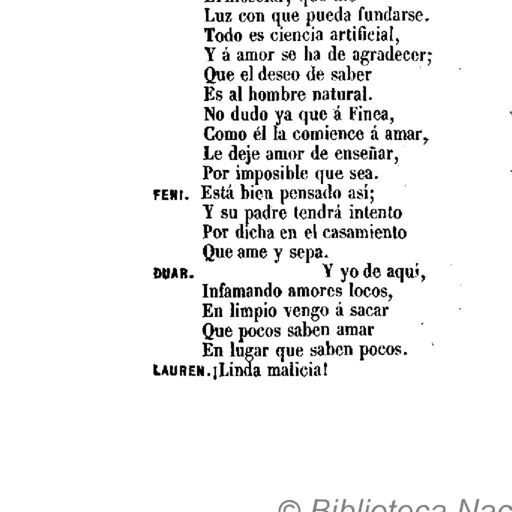 Luz con que pueda fundarse.
Todo es ciencia artificial,
Y á amor se ha de agradecer;
Que el deseo de saber
Es al hombre natural.
No dudo ya que á Finea,
Como él la comience á amar,
Le deje amor de enseñar,
Por imposible que sea.
FENI. Está bien pensado así;
Y su padre tendrá intento
Por dicha en el casamiento
Que ame y sepa.
DUAR. Y yo de aquí,
Infamando amores locos,
En limpio vengo á sacar
Que pocos saben amar
En lugar que saben pocos.
LAUREN. ¡Linda malicia!
© Biblioteca Nac